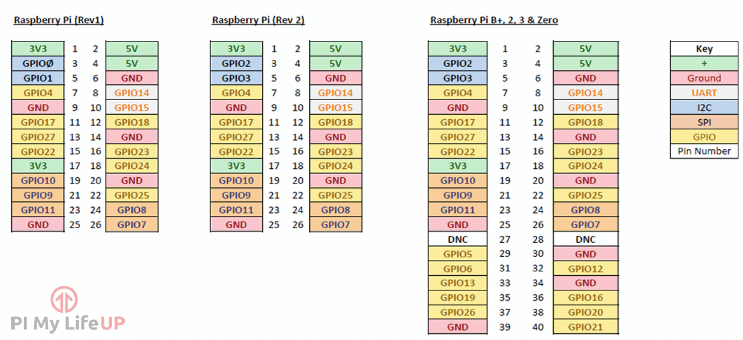 Raspberry Pi (Rev1) Raspberry Pi (Rev 2) Raspberry Pi B+, 2, 3 & Zero
3V3 1 2 5V 3V3 1 2 5V 3V3 1 2 5V Key
GPIOØ 3 4 5V GPIO2 3 4 5V GPIO2 3 4 5V +
GPIO1 5 6 GND GPIO3 5 6 GND GPIO3 5 6 GND Ground
GPIO4 7 8 GPIO14 GPIO4 7 8 GPIO14 GPIO4 7 8 GPIO14 UART
GND 9 10 GPIO15 GND 9 10 GPIO15 GND 9 10 GPIO15 I2C
GPIO17 11 12 GPIO18 GPIO17 11 12 GPIO18 GPIO17 11 12 GPIO18 SPI
GPIO27 13 14 GND GPIO27 13 14 GND GPIO27 13 14 GND GPIO
GPIO22 15 16 GPIO23 GPIO22 15 16 GPIO23 GPIO22 15 16 GPIO23 Pin Number
3V3 17 18 GPIO24 3V3 17 18 GPIO24 3V3 17 18 GPIO24
GPIO10 19 20 GND GPIO10 19 20 GND GPIO10 19 20 GND
GPIO9 21 22 GPIO25 GPIO9 21 22 GPIO25 GPIO9 21 22 GPIO25
GPIO11 23 24 GPIO8 GPIO11 23 24 GPIO8 GPIO11 23 24 GPIO8
GND 25 26 GPIO7 GND 25 26 GPIO7 GND 25 26 GPIO7
DNC 27 28 DNC
GPIO5 29 30 GND
GPIO6 31 32 GPIO12
GPIO13 33 34 GND
GPIO19 35 36 GPIO16
GPIO26 37 38 GPIO20
GND 39 40 GPIO21
PI My LifeUP